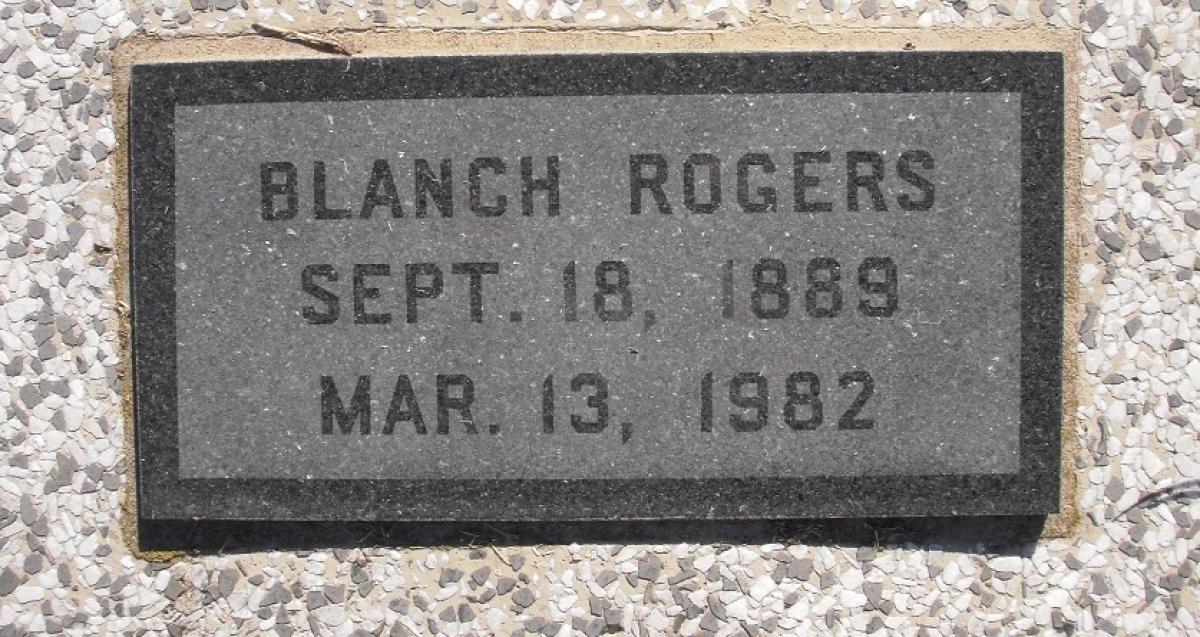 BLANCH ROGERS
SEPT. 18, 1889
MAR. 13, 1982